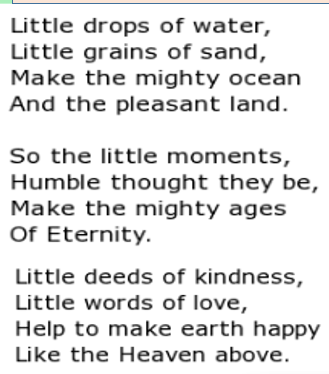 Little drops of water,
Little grains of sand,
Make the mighty ocean
And the pleasant land.
So the little moments,
Humble thought they be,
Make the mighty ages
Of Eternity.
Little deeds of kindness,
Little words of love,
Help to make earth happy
Like the Heaven above.